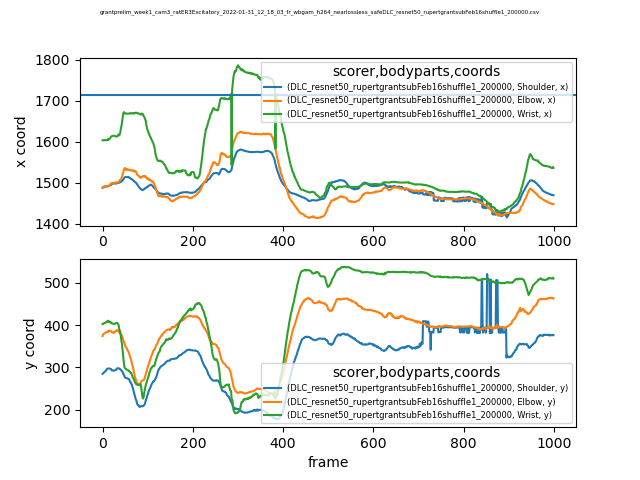 grantprelim_week1_cam3_ratER3Excitatory_2022-01-31_12_18_03_fr_wbgam_h264_nearlossless_safeDLC_resnet50_rupertgrantsubFeb16shuffle1_200000.csv
1800
1700
1600
1500
1400
x coord
scorer,bodyparts,coords
(DLC_resnet50_rupertgrantsubFeb16shuffle1_200000, Shoulder, x)
(DLC_resnet50_rupertgrantsubFeb16shuffle1_200000, Elbow, x)
(DLC_resnet50_rupertgrantsubFeb16shuffle1_200000, Wrist, x)
0 200 400 600 800 1000
500
400
300
200
y coord
scorer,bodyparts,coords
(DLC_resnet50_rupertgrantsubFeb16shuffle1_200000, Shoulder, y)
(DLC_resnet50_rupertgrantsubFeb16shuffle1_200000, Elbow, y)
(DLC_resnet50_rupertgrantsubFeb16shuffle1_200000, Wrist, y)
0 200 400 600 800 1000
frame